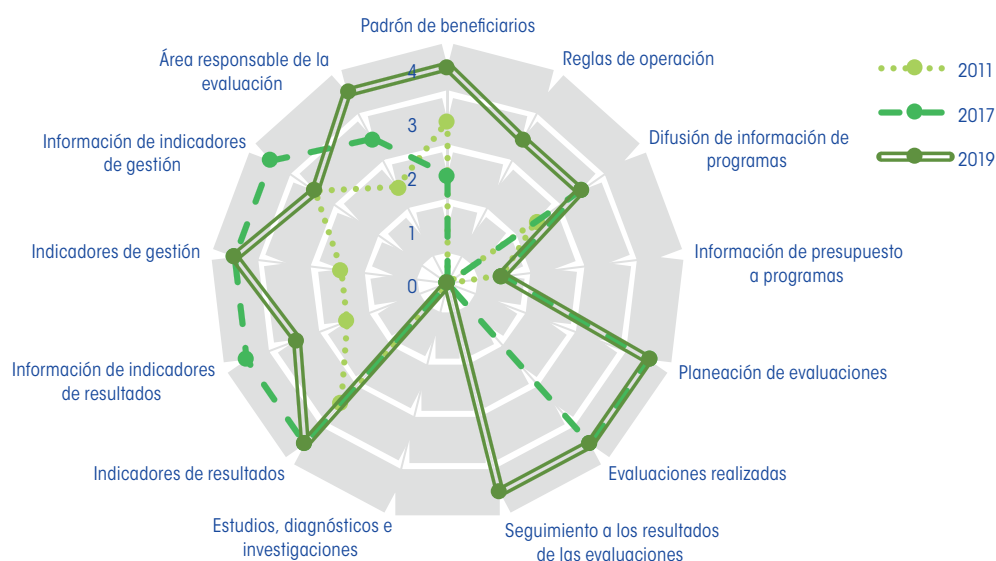 Padrón de beneficiarios
Reglas de operación
Difusión de información de
programas
Información de presupuesto
a programas
Planeación de evaluaciones
Evaluaciones realizadas
Seguimiento a los resultados
de las evaluaciones
Estudios, diagnósticos e
investigaciones
Indicadores de resultados
Información de indicadores
de resultados
Indicadores de gestión
Información de indicadores
de gestión
Área responsable de la
evaluación
4
3
2
1
0
2011
2017
2019